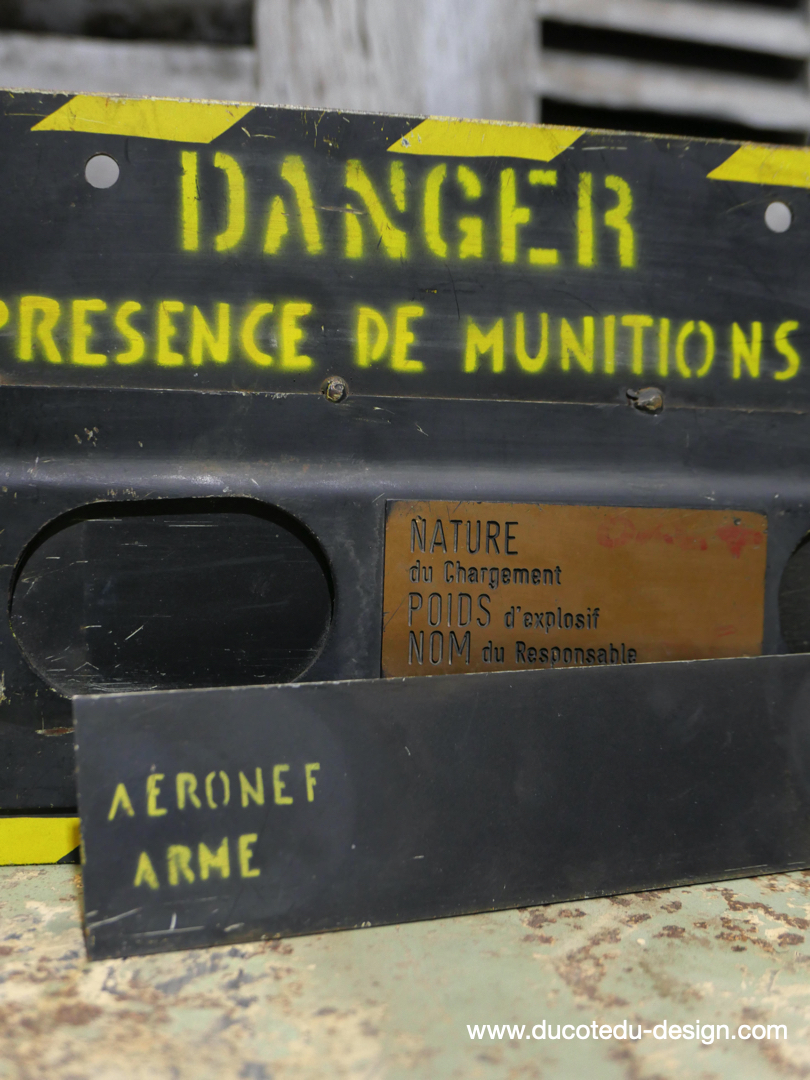 DANGER
PRESENCE DE MUNITIONS
NATURE
du Chargement
POIDS d'explosif
NOM du Responsable
AÉRONEF
ARME
www.ducotedu-design.com